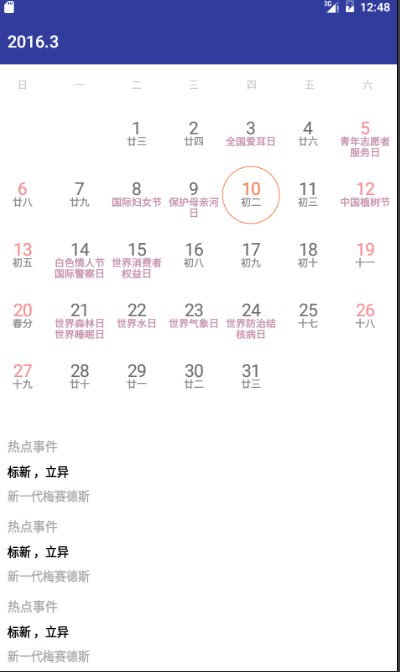 3G 12:48
2016.3
日 一 二 三 四 五 六
1 2 3 4 5
廿三 廿四 全国爱耳日 廿六 青年志愿者
服务日
6 7 8 9 10 11 12
廿八 廿九 国际妇女节 保护母亲河 初二 初三 中国植树节
日
13 14 15 16 17 18 19
初五 白色情人节 世界消费者 初八 初九 初十 十一
国际警察日 权益日
20 21 22 23 24 25 26
春分 世界森林日 世界水日 世界气象日 世界防治结 十七 十八
世界睡眠日 核病日
27 28 29 30 31
十九 廿十 廿一 廿二 廿三
热点事件
标新，立异
新一代梅赛德斯
热点事件
标新，立异
新一代梅赛德斯
热点事件
标新，立异
新一代梅赛德斯